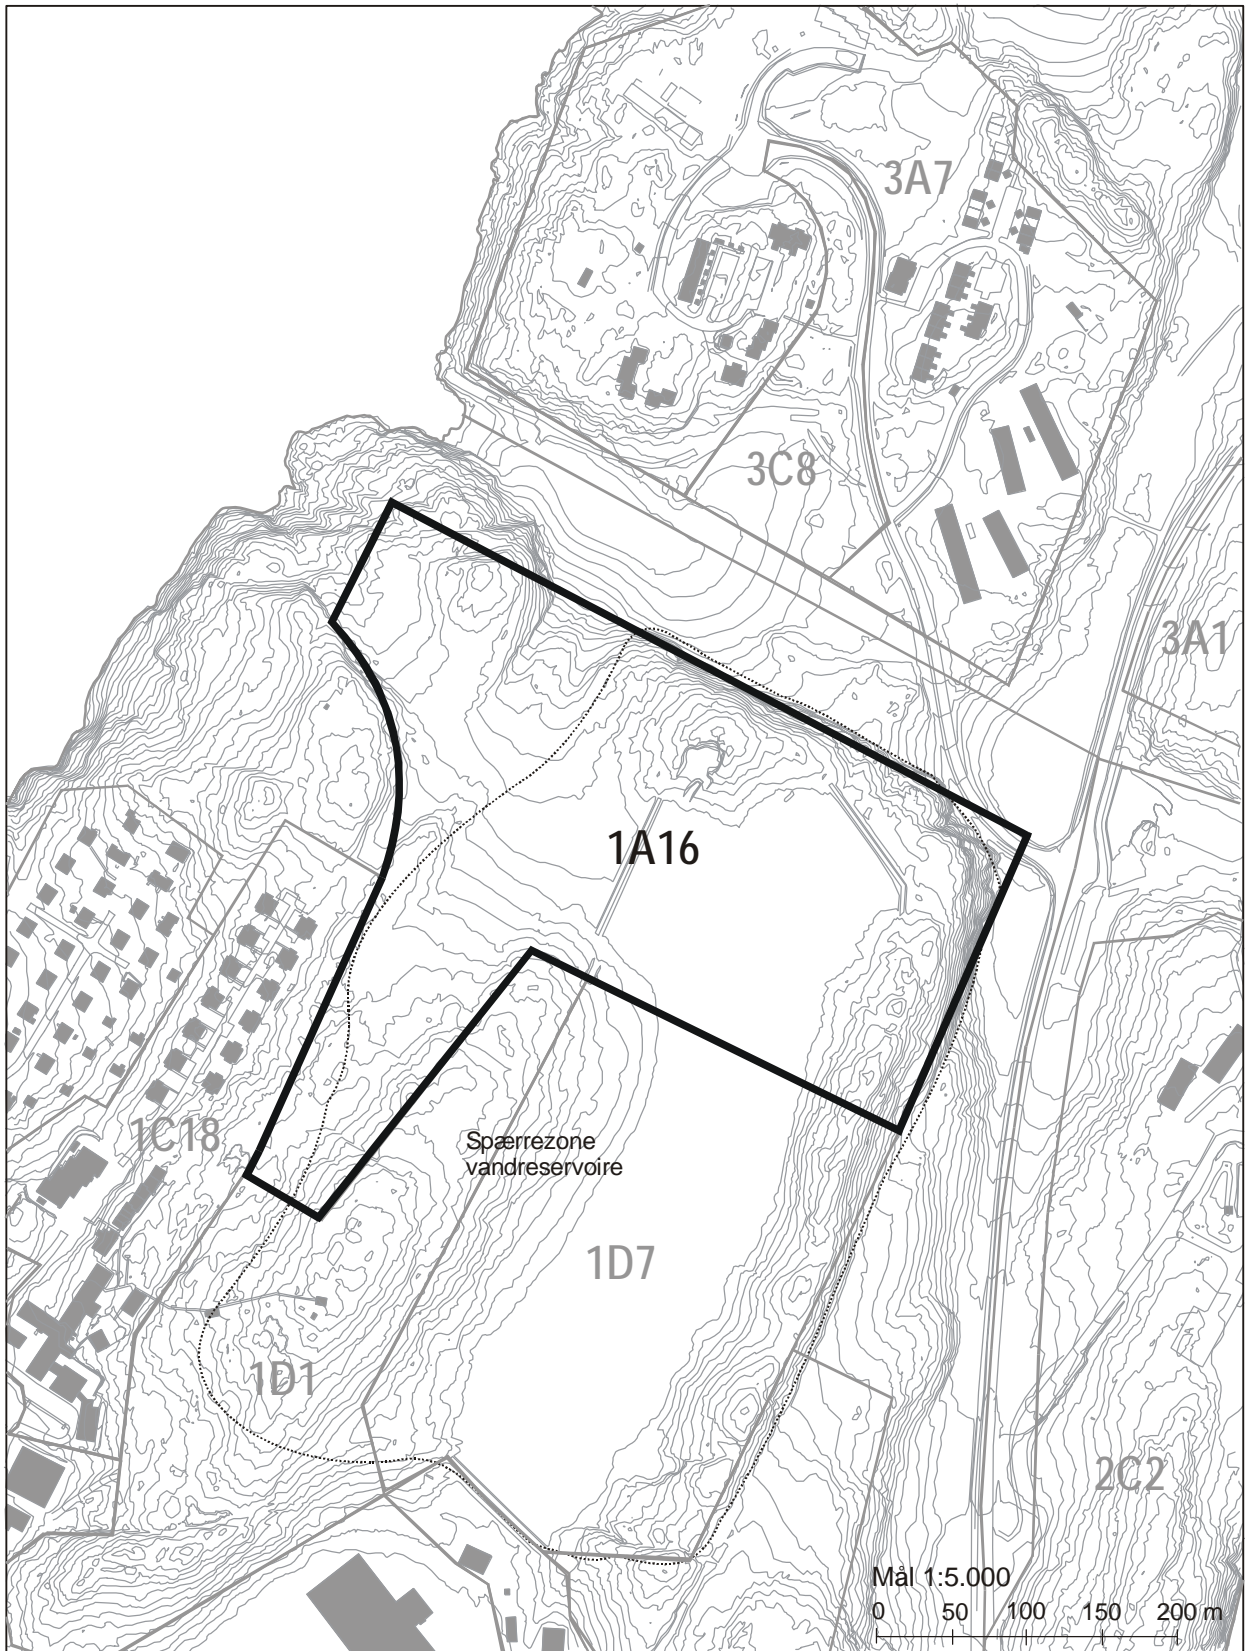 3A7
3C8
3A1
1A16
1C18
Spærrezone
vandreservoire
1D7
1D1
2C2
Mål 1:5.000
0 50 100 150 200 m